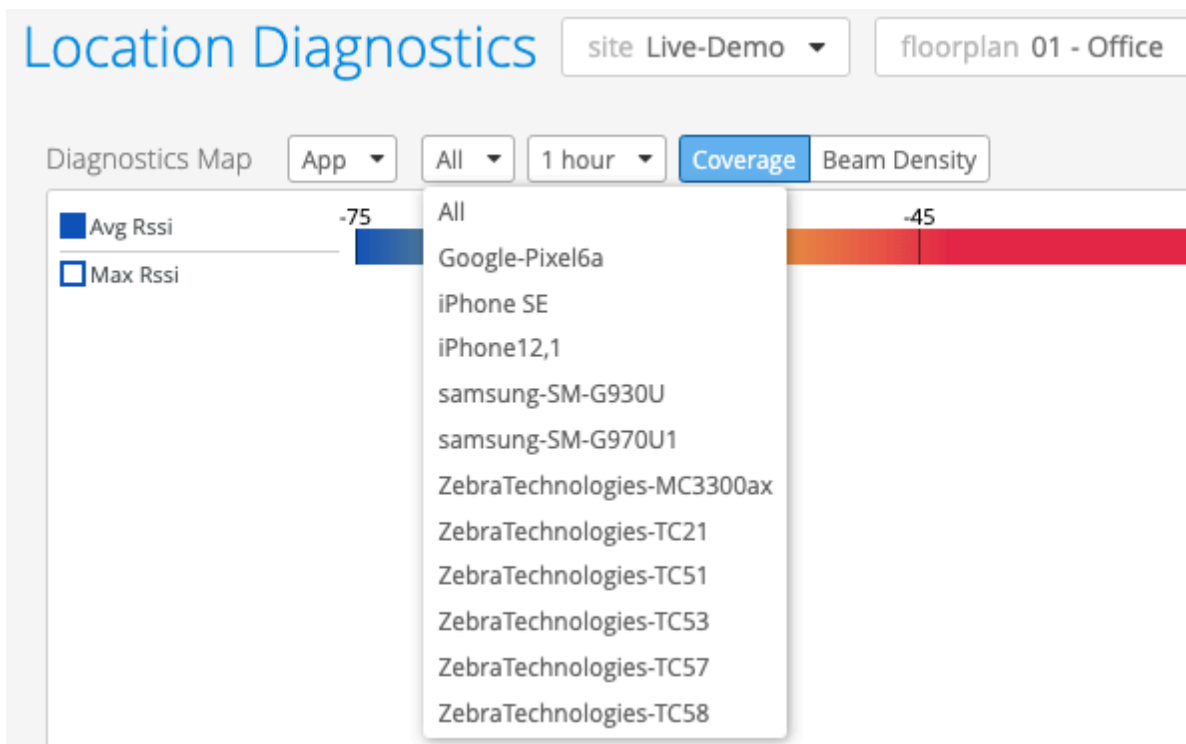 Location Diagnostics site Live-Demo floorplan 01 - Office
Diagnostics Map App All 1 hour Coverage Beam Density
Avg Rssi -75 -45
Max Rssi
All
Google-Pixel6a
iPhone SE
iPhone12,1
samsung-SM-G930U
samsung-SM-G970U1
ZebraTechnologies-MC3300ax
ZebraTechnologies-TC21
ZebraTechnologies-TC51
ZebraTechnologies-TC53
ZebraTechnologies-TC57
ZebraTechnologies-TC58